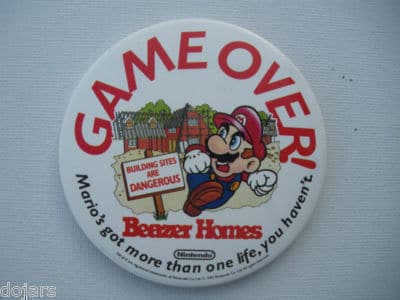 GAME OVER!
BUILDING SITES
ARE
DANGEROUS
Beazer Homes
Nintendo
Mario's got more than one life, you haven't.
dojars